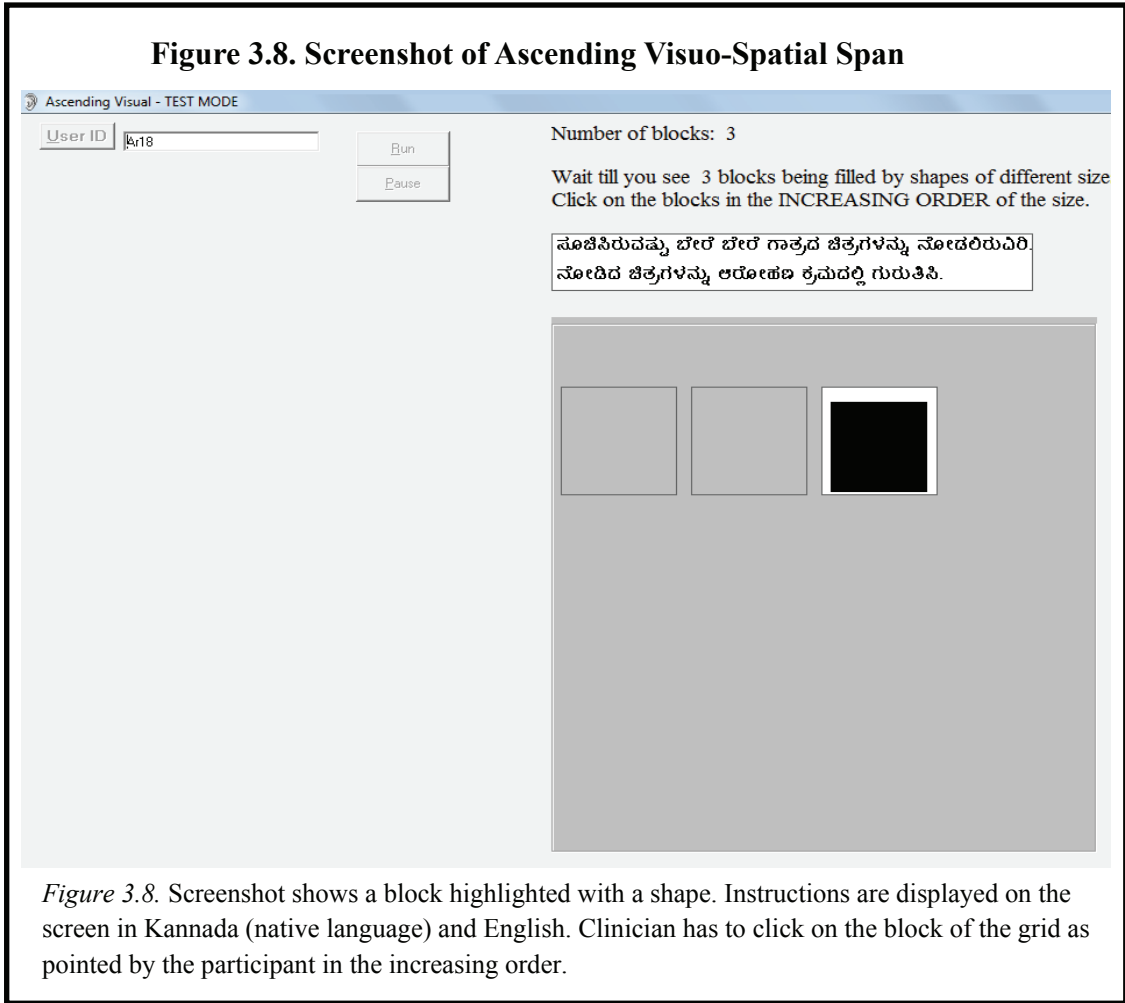 Figure 3.8. Screenshot of Ascending Visuo-Spatial Span
Ascending Visual - TEST MODE
User ID
Ar18
Run
Pause
Number of blocks: 3
Wait till you see 3 blocks being filled by shapes of different size
Click on the blocks in the INCREASING ORDER of the size.
ಸೂಚಿಸಿರುವಷ್ಟು ಬೇರೆ ಬೇರೆ ಗಾತ್ರದ ಚಿತ್ರಗಳನ್ನು ನೋಡಲಿರುವಿರಿ.
ನೋಡಿದ ಚಿತ್ರಗಳನ್ನು ಆರೋಹಣ ಕ್ರಮದಲ್ಲಿ ಗುರುತಿಸಿ.
Figure 3.8. Screenshot shows a block highlighted with a shape. Instructions are displayed on the
screen in Kannada (native language) and English. Clinician has to click on the block of the grid as
pointed by the participant in the increasing order.